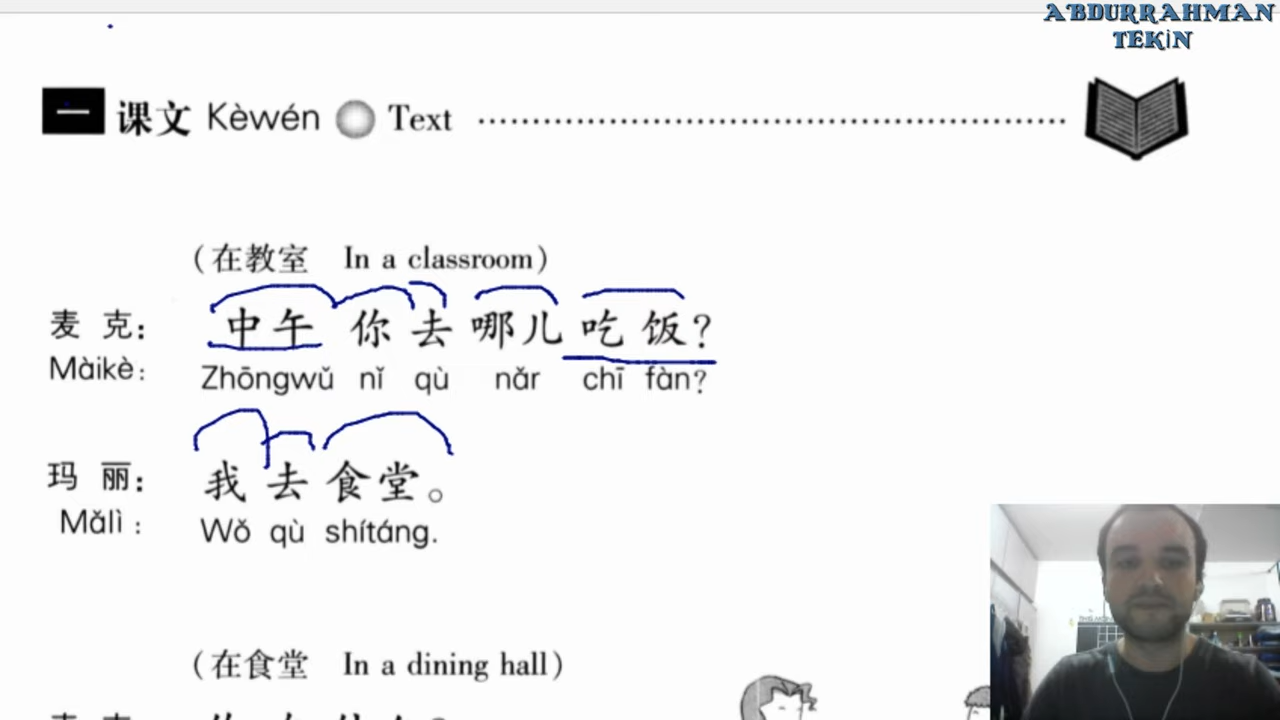 ABDURRAHMAN
TEKİN
一 课文 Kèwén Text
(在教室 In a classroom)
麦 克: 中午 你 去 哪儿 吃 饭?
Màikè: Zhōngwǔ nǐ qù nǎr chī fàn?
玛 丽: 我 去 食堂。
Mǎlì: Wǒ qù shítáng.
(在食堂 In a dining hall)